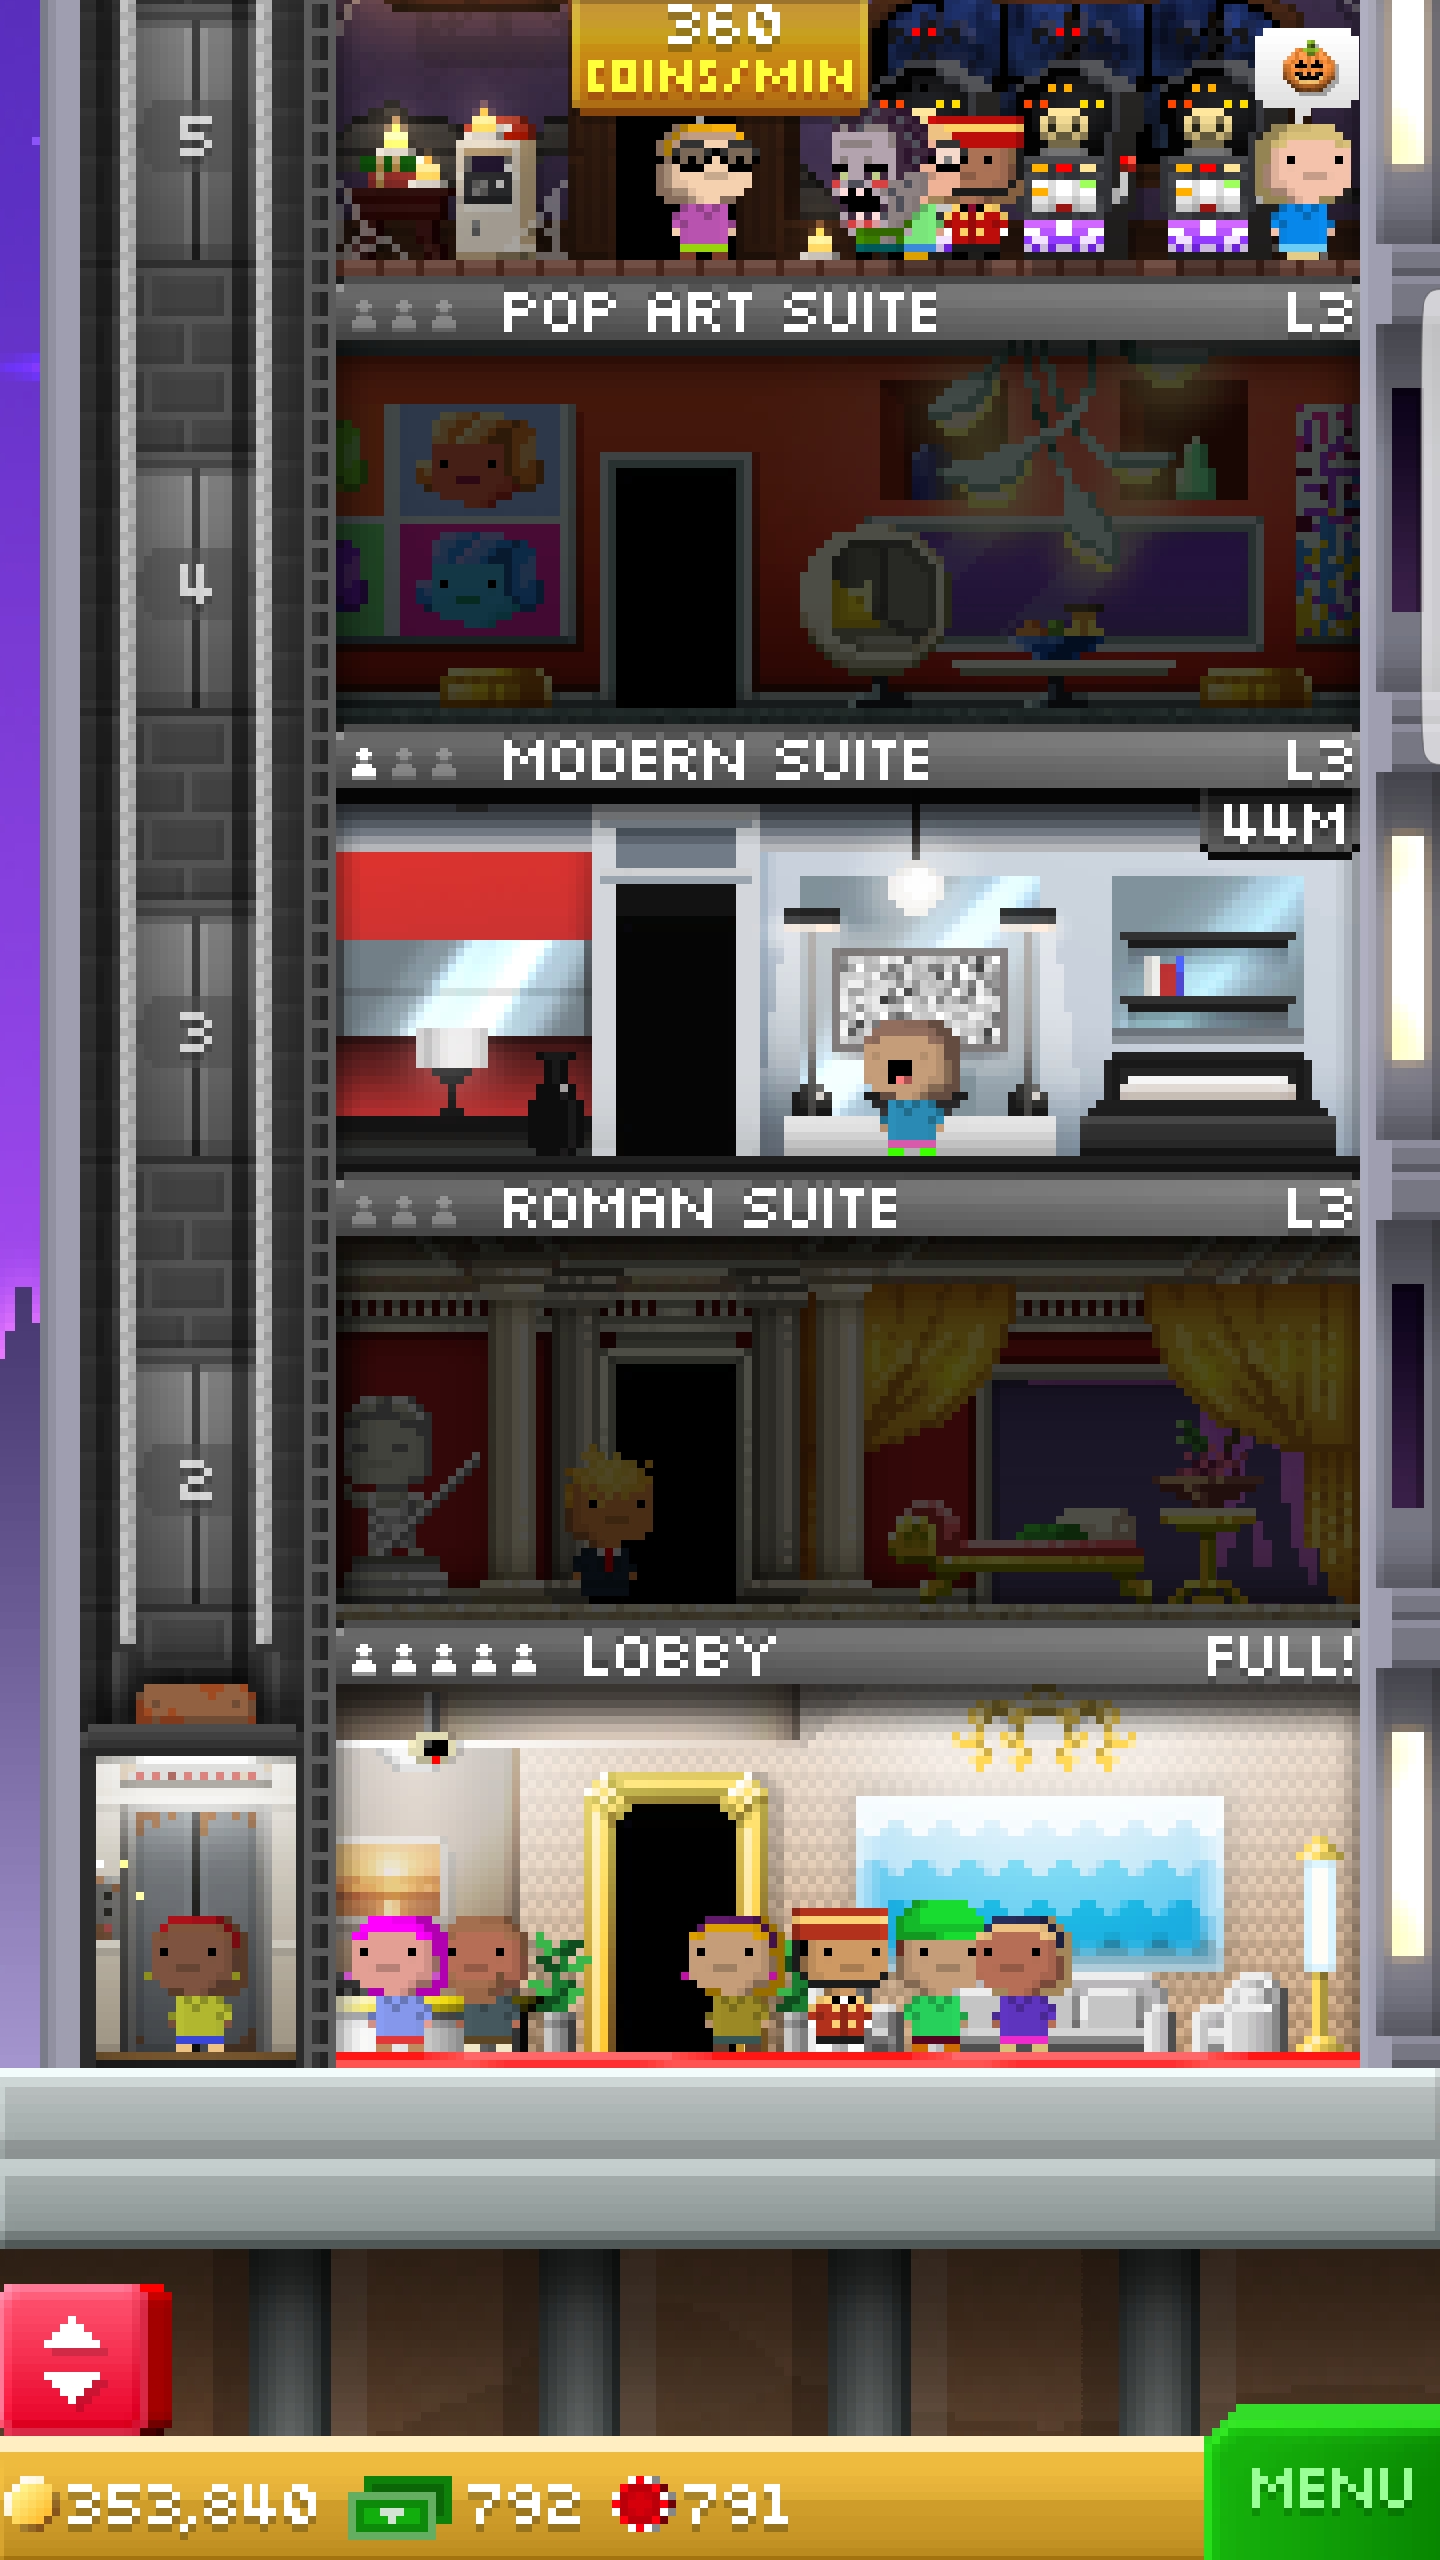 360
COINS/MIN
5
POP ART SUITE L3
4
MODERN SUITE L3
44M
3
ROMAN SUITE L3
2
LOBBY FULL!
353,840 792 791
MENU